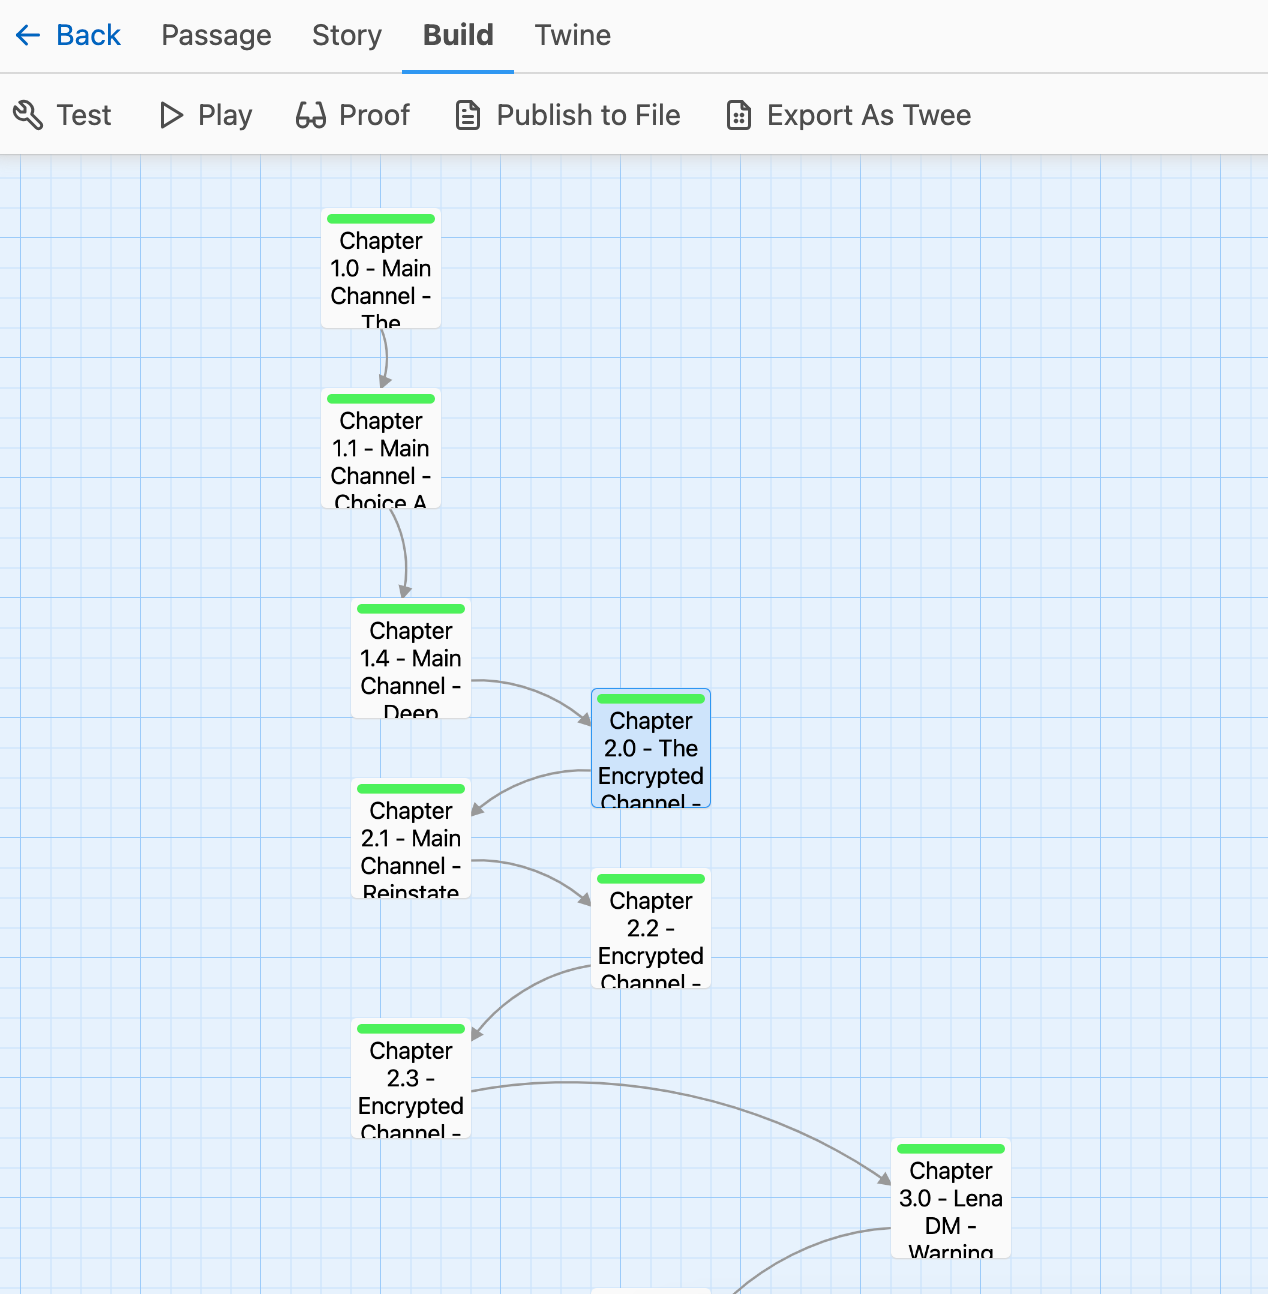 Back Passage Story Build Twine
Test Play Proof Publish to File Export As Twee
Chapter
1.0 - Main
Channel -
The
Chapter
1.1 - Main
Channel -
Choice A
Chapter
1.4 - Main
Channel -
Deep
Chapter
2.0 - The
Encrypted
Channel -
Chapter
2.1 - Main
Channel -
Reinstate
Chapter
2.2 -
Encrypted
Channel -
Chapter
2.3 -
Encrypted
Channel -
Chapter
3.0 - Lena
DM -
Warning